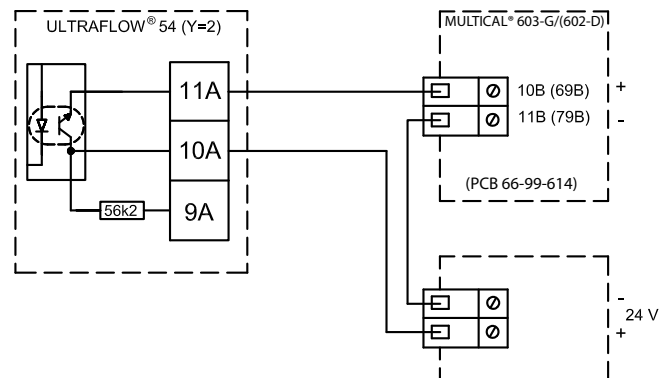 ULTRAFLOW® 54 (Y=2)
11A
10A
56k2
9A
MULTICAL® 603-G/(602-D)
10B (69B) +
11B (79B) -
(PCB 66-99-614)
-
24 V
+